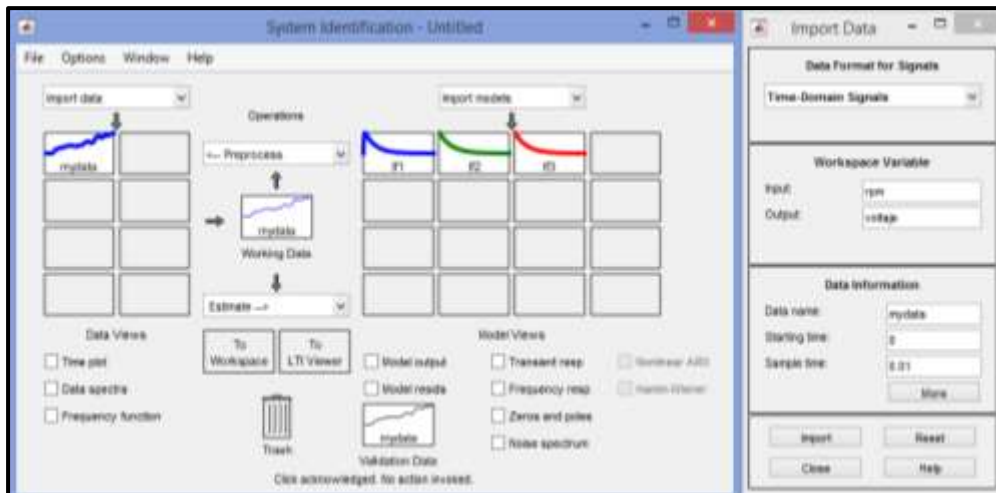 System Identification - Untitled
File Options Window Help
Import data
Import models
Operations
<-- Preprocess
mydata
tf1
tf2
tf3
mydata
Working Data
Estimate -->
Data Views
Time plot
Data spectra
Frequency function
To Workspace
To LTI Viewer
Trash
Model Views
Model output
Model resids
Transient resp
Frequency resp
Zeros and poles
Noise spectrum
Nonlinear ARX
Hamm-Wiener
mydata
Validation Data
Click acknowledged. No action invoked.
Import Data
Data Format for Signals
Time-Domain Signals
Workspace Variable
Input: rpm
Output: voltaje
Data Information
Data name: mydata
Starting time: 0
Sample time: 0.01
More
Import Reset
Close Help